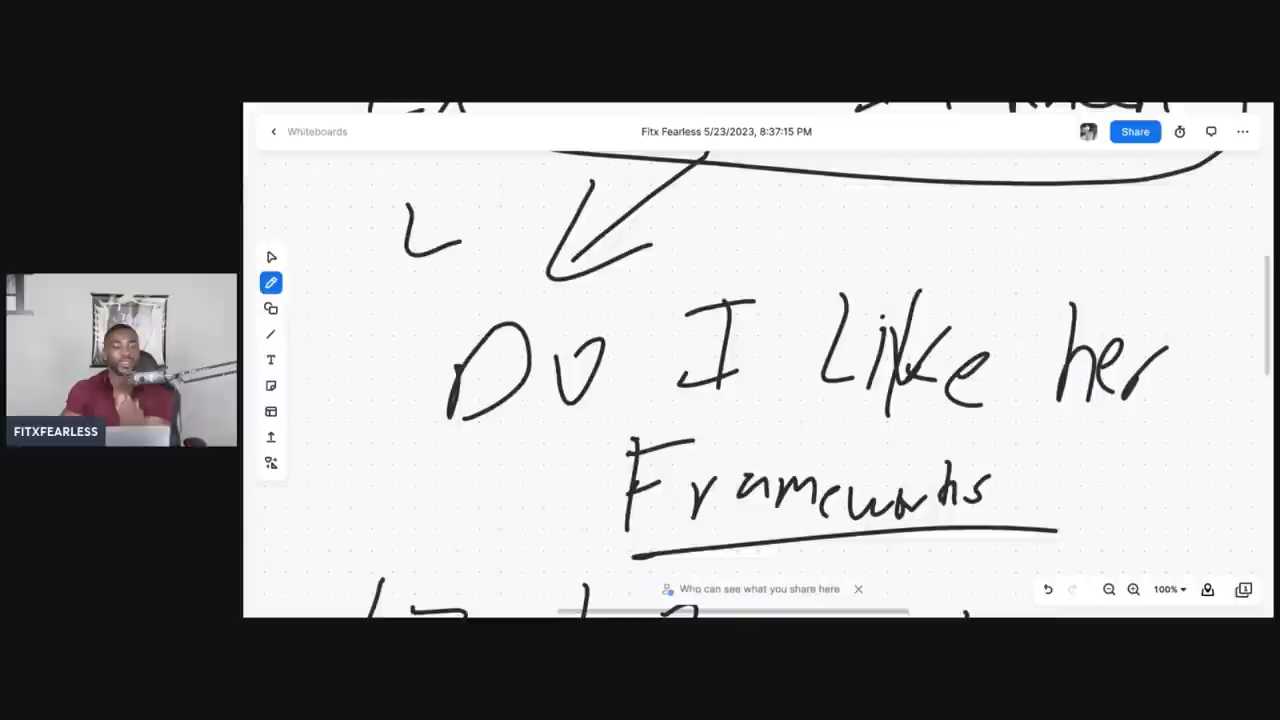 Whiteboards
Fitx Fearless 5/23/2023, 8:37:15 PM
Share
Do I Like her
Frameworks
FITXFEARLESS
Who can see what you share here
100%